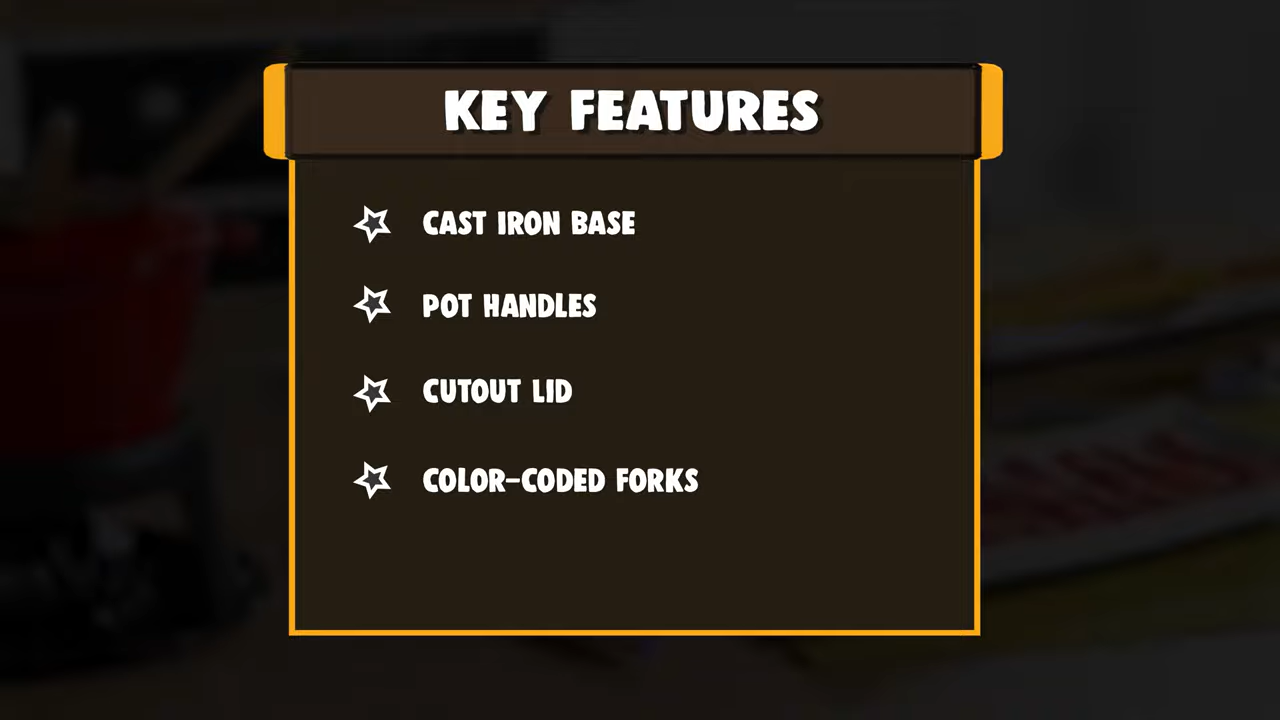 KEY FEATURES
CAST IRON BASE
POT HANDLES
CUTOUT LID
COLOR-CODED FORKS